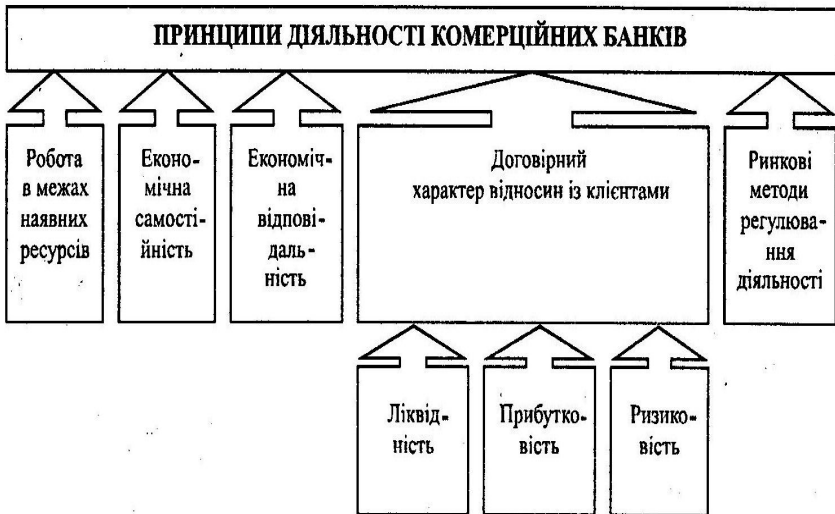 ПРИНЦИПИ ДІЯЛЬНОСТІ КОМЕРЦІЙНИХ БАНКІВ
Робота
в межах
наявних
ресурсів
Еконо-
мічна
самості-
йність
Економіч-
на
відпові-
даль-
ність
Договірний
характер відносин із клієнтами
Ринкові
методи
регулюва-
ння
діяльності
Ліквід-
ність
Прибутко-
вість
Ризико-
вість